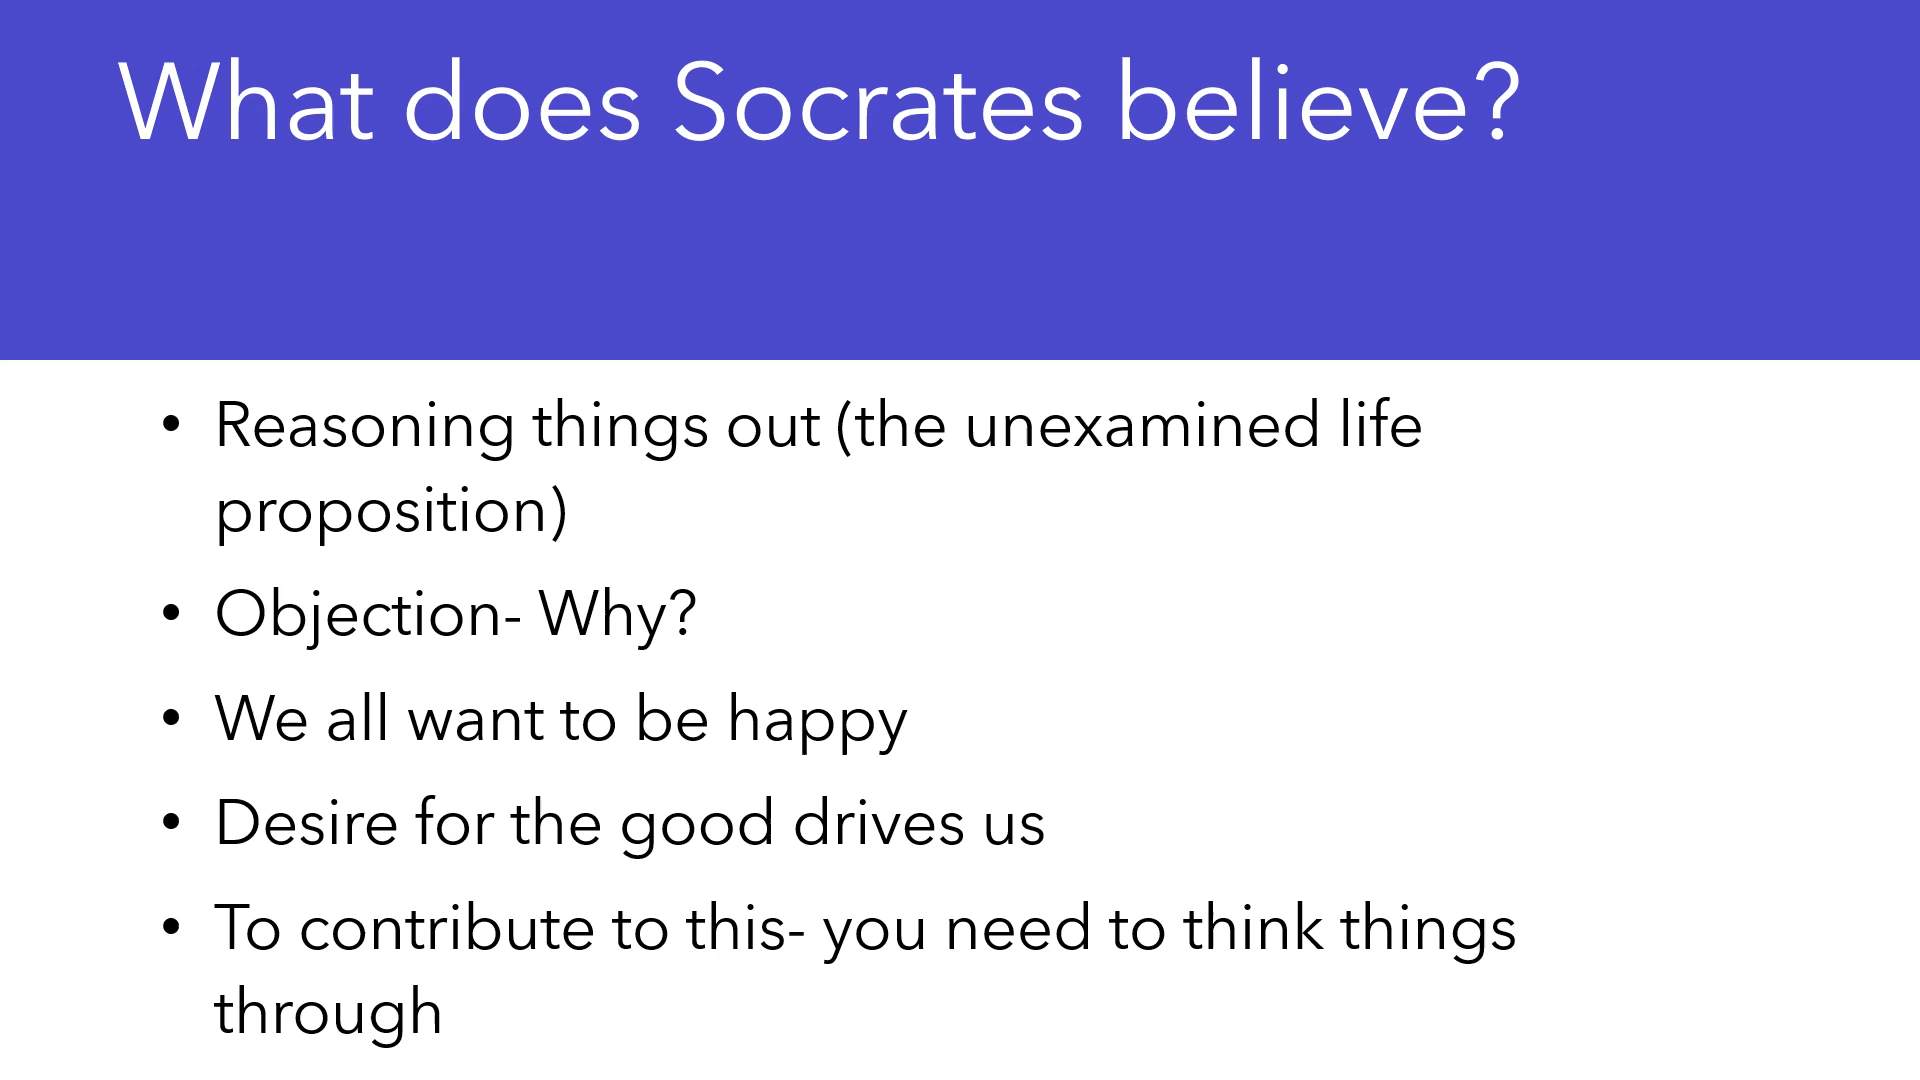 What does Socrates believe?
• Reasoning things out (the unexamined life
proposition)
• Objection- Why?
• We all want to be happy
• Desire for the good drives us
• To contribute to this- you need to think things
through